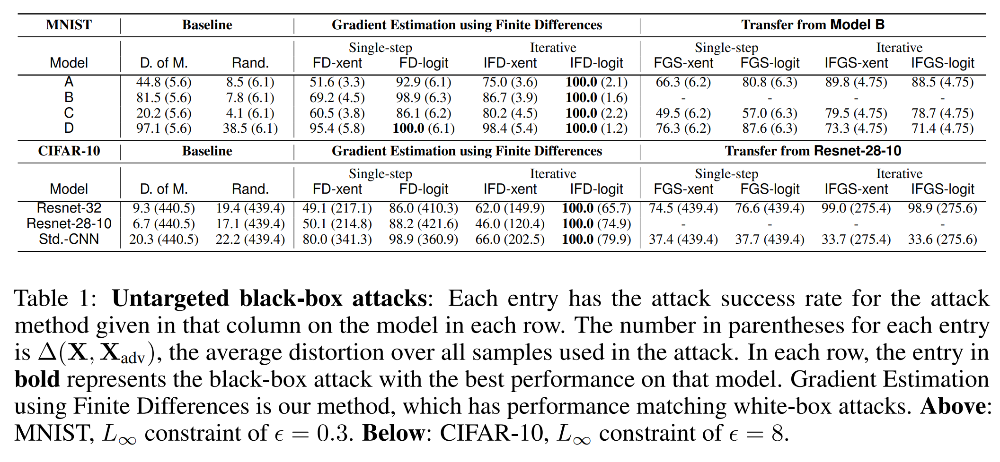 MNIST Baseline Gradient Estimation using Finite Differences Transfer from Model B
Single-step Iterative Single-step Iterative
Model D. of M. Rand. FD-xent FD-logit IFD-xent IFD-logit FGS-xent FGS-logit IFGS-xent IFGS-logit
A 44.8 (5.6) 8.5 (6.1) 51.6 (3.3) 92.9 (6.1) 75.0 (3.6) 100.0 (2.1) 66.3 (6.2) 80.8 (6.3) 89.8 (4.75) 88.5 (4.75)
B 81.5 (5.6) 7.8 (6.1) 69.2 (4.5) 98.9 (6.3) 86.7 (3.9) 100.0 (1.6) - - - -
C 20.2 (5.6) 4.1 (6.1) 60.5 (3.8) 86.1 (6.2) 80.2 (4.5) 100.0 (2.2) 49.5 (6.2) 57.0 (6.3) 79.5 (4.75) 78.7 (4.75)
D 97.1 (5.6) 38.5 (6.1) 95.4 (5.8) 100.0 (6.1) 98.4 (5.4) 100.0 (1.2) 76.3 (6.2) 87.6 (6.3) 73.3 (4.75) 71.4 (4.75)
CIFAR-10 Baseline Gradient Estimation using Finite Differences Transfer from Resnet-28-10
Single-step Iterative Single-step Iterative
Model D. of M. Rand. FD-xent FD-logit IFD-xent IFD-logit FGS-xent FGS-logit IFGS-xent IFGS-logit
Resnet-32 9.3 (440.5) 19.4 (439.4) 49.1 (217.1) 86.0 (410.3) 62.0 (149.9) 100.0 (65.7) 74.5 (439.4) 76.6 (439.4) 99.0 (275.4) 98.9 (275.6)
Resnet-28-10 6.7 (440.5) 17.1 (439.4) 50.1 (214.8) 88.2 (421.6) 46.0 (120.4) 100.0 (74.9) - - - -
Std.-CNN 20.3 (440.5) 22.2 (439.4) 80.0 (341.3) 98.9 (360.9) 66.0 (202.5) 100.0 (79.9) 37.4 (439.4) 37.7 (439.4) 33.7 (275.4) 33.6 (275.6)
Table 1: Untargeted black-box attacks: Each entry has the attack success rate for the attack
method given in that column on the model in each row. The number in parentheses for each entry
is Δ(X, X_adv), the average distortion over all samples used in the attack. In each row, the entry in
bold represents the black-box attack with the best performance on that model. Gradient Estimation
using Finite Differences is our method, which has performance matching white-box attacks. Above:
MNIST, L_∞ constraint of ϵ = 0.3. Below: CIFAR-10, L_∞ constraint of ϵ = 8.